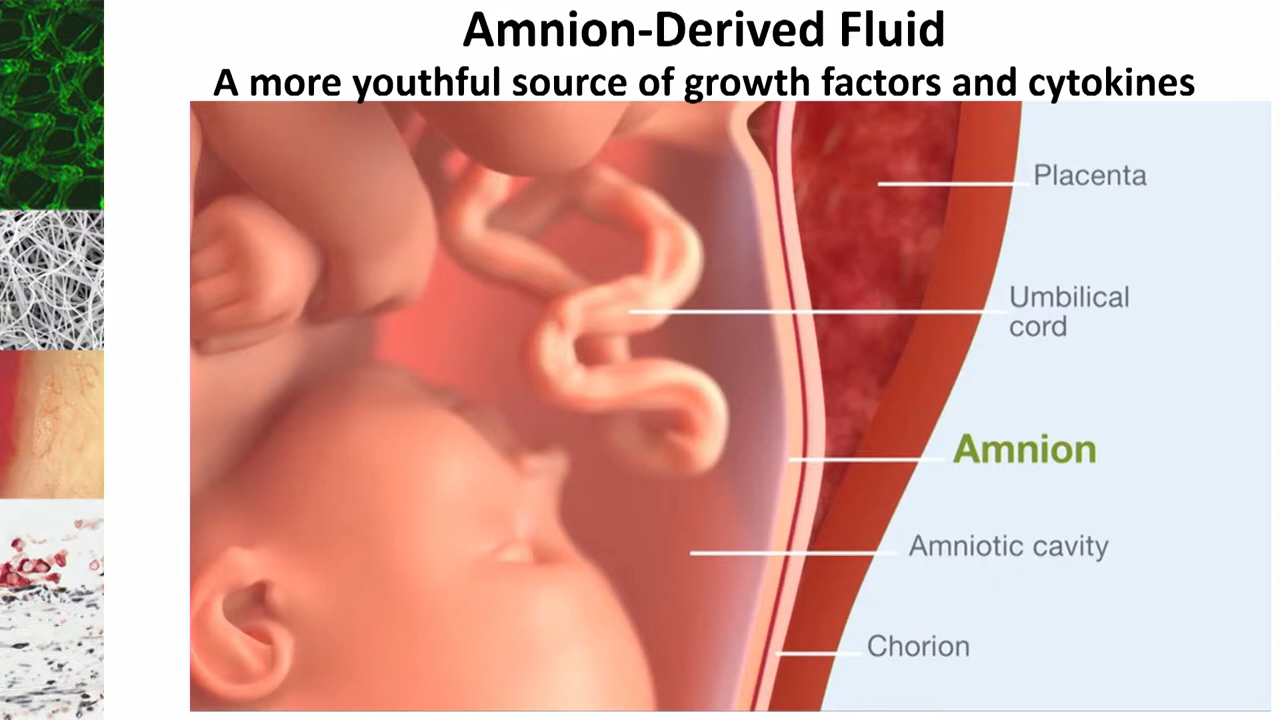 Amnion-Derived Fluid
A more youthful source of growth factors and cytokines
Placenta
Umbilical
cord
Amnion
Amniotic cavity
Chorion